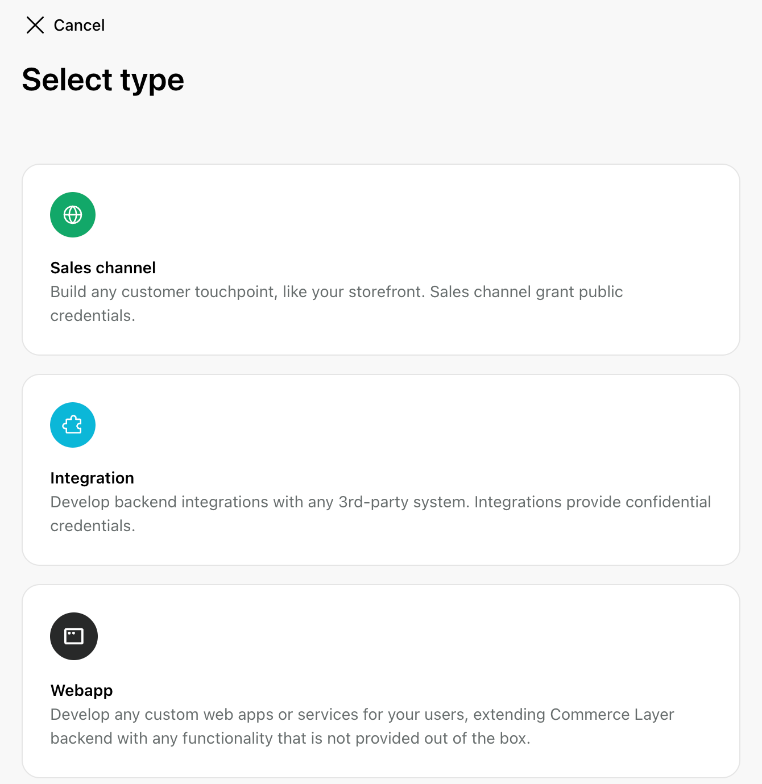 Cancel
Select type
Sales channel
Build any customer touchpoint, like your storefront. Sales channel grant public
credentials.
Integration
Develop backend integrations with any 3rd-party system. Integrations provide confidential
credentials.
Webapp
Develop any custom web apps or services for your users, extending Commerce Layer
backend with any functionality that is not provided out of the box.